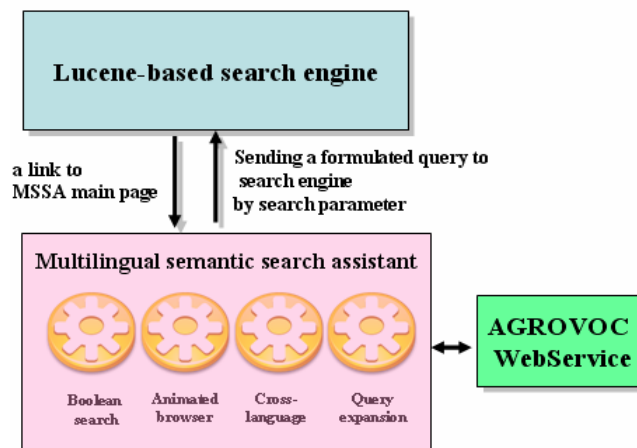 Lucene-based search engine
a link to
MSSA main page
Sending a formulated query to
search engine
by search parameter
Multilingual semantic search assistant
Boolean
search
Animated
browser
Cross-
language
Query
expansion
AGROVOC
WebService